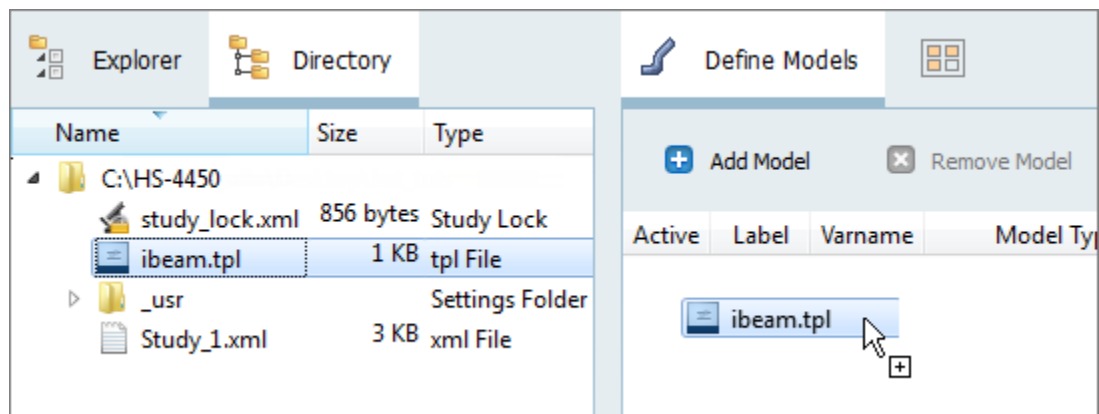 Explorer Directory Define Models
Name Size Type
Add Model Remove Model
C:\HS-4450
study_lock.xml 856 bytes Study Lock
Active Label Varname Model Typ
ibeam.tpl 1 KB tpl File
_usr Settings Folder
ibeam.tpl
Study_1.xml 3 KB xml File